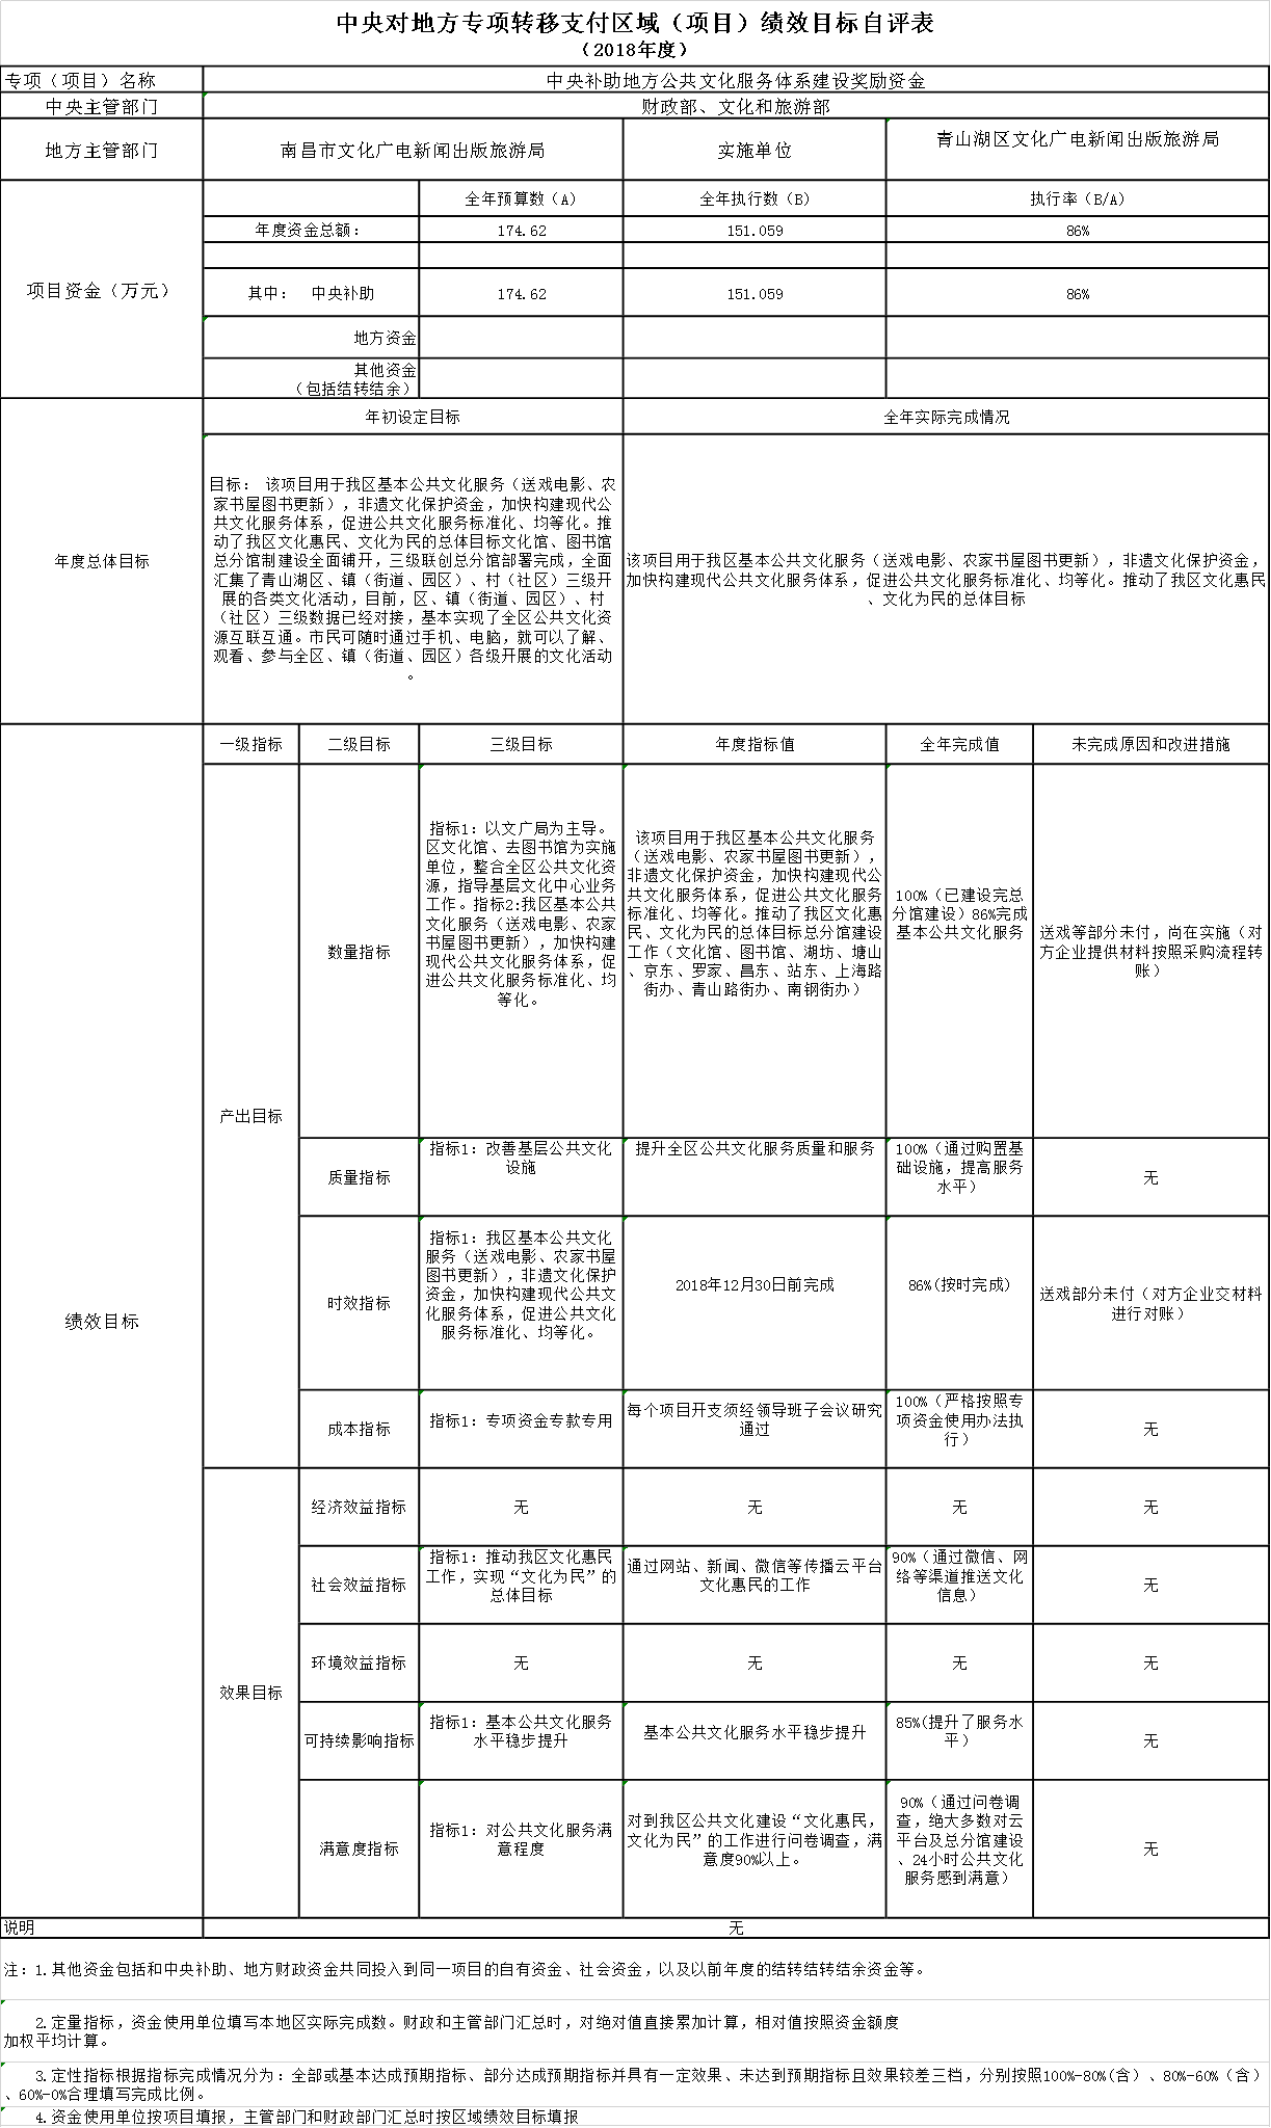 中央对地方专项转移支付区域（项目）绩效目标自评表
（2018年度）
专项（项目）名称
中央补助地方公共文化服务体系建设奖励资金
中央主管部门
财政部、文化和旅游部
地方主管部门
南昌市文化广电新闻出版旅游局
实施单位
青山湖区文化广电新闻出版旅游局
项目资金（万元）
全年预算数（A）
全年执行数（B）
执行率（B/A）
年度资金总额：
174.62
151.059
86%
其中： 中央补助
174.62
151.059
86%
地方资金
其他资金
（包括结转结余）
年度总体目标
年初设定目标
全年实际完成情况
目标： 该项目用于我区基本公共文化服务（送戏电影、农
家书屋图书更新），非遗文化保护资金，加快构建现代公
共文化服务体系，促进公共文化服务标准化、均等化。推
动了我区文化惠民、文化为民的总体目标文化馆、图书馆
总分馆制建设全面铺开，三级联创总分馆部署完成，全面
汇集了青山湖区、镇（街道、园区）、村（社区）三级开
展的各类文化活动，目前，区、镇（街道、园区）、村
（社区）三级数据已经对接，基本实现了全区公共文化资
源互联互通。市民可随时通过手机、电脑，就可以了解、
观看、参与全区、镇（街道、园区）各级开展的文化活动
。
该项目用于我区基本公共文化服务（送戏电影、农家书屋图书更新），非遗文化保护资金，
加快构建现代公共文化服务体系，促进公共文化服务标准化、均等化。推动了我区文化惠民
、文化为民的总体目标
绩效目标
一级指标
二级目标
三级目标
年度指标值
全年完成值
未完成原因和改进措施
产出目标
数量指标
指标1：以文广局为主导。
区文化馆、去图书馆为实施
单位，整合全区公共文化资
源，指导基层文化中心业务
工作。指标2:我区基本公共
文化服务（送戏电影、农家
书屋图书更新），加快构建
现代公共文化服务体系，促
进公共文化服务标准化、均
等化。
该项目用于我区基本公共文化服务
（送戏电影、农家书屋图书更新），
非遗文化保护资金，加快构建现代公
共文化服务体系，促进公共文化服务
标准化、均等化。推动了我区文化惠
民、文化为民的总体目标总分馆建设
工作（文化馆、图书馆、湖坊、塘山
、京东、罗家、昌东、站东、上海路
街办、青山路街办、南钢街办）
100%（已建设完总
分馆建设）86%完成
基本公共文化服务
送戏等部分未付，尚在实施（对
方企业提供材料按照采购流程转
账）
质量指标
指标1：改善基层公共文化
设施
提升全区公共文化服务质量和服务
100%（通过购置基
础设施，提高服务
水平）
无
时效指标
指标1：我区基本公共文化
服务（送戏电影、农家书屋
图书更新），非遗文化保护
资金，加快构建现代公共文
化服务体系，促进公共文化
服务标准化、均等化。
2018年12月30日前完成
86%(按时完成)
送戏部分未付（对方企业交材料
进行对账）
成本指标
指标1：专项资金专款专用
每个项目开支须经领导班子会议研究
通过
100%（严格按照专
项资金使用办法执
行）
无
效果目标
经济效益指标
无
无
无
无
社会效益指标
指标1：推动我区文化惠民
工作，实现“文化为民”的
总体目标
通过网站、新闻、微信等传播云平台
文化惠民的工作
90%（通过微信、网
络等渠道推送文化
信息）
无
环境效益指标
无
无
无
无
可持续影响指标
指标1：基本公共文化服务
水平稳步提升
基本公共文化服务水平稳步提升
85%(提升了服务水
平）
无
满意度指标
指标1：对公共文化服务满
意程度
对到我区公共文化建设“文化惠民，
文化为民”的工作进行问卷调查，满
意度90%以上。
90%（通过问卷调
查，绝大多数对云
平台及总分馆建设
、24小时公共文化
服务感到满意）
无
说明
无
注：1.其他资金包括和中央补助、地方财政资金共同投入到同一项目的自有资金、社会资金，以及以前年度的结转结转结余资金等。
2.定量指标，资金使用单位填写本地区实际完成数。财政和主管部门汇总时，对绝对值直接累加计算，相对值按照资金额度
加权平均计算。
3.定性指标根据指标完成情况分为：全部或基本达成预期指标、部分达成预期指标并具有一定效果、未达到预期指标且效果较差三档，分别按照100%-80%(含）、80%-60%（含）
、60%-0%合理填写完成比例。
4.资金使用单位按项目填报，主管部门和财政部门汇总时按区域绩效目标填报